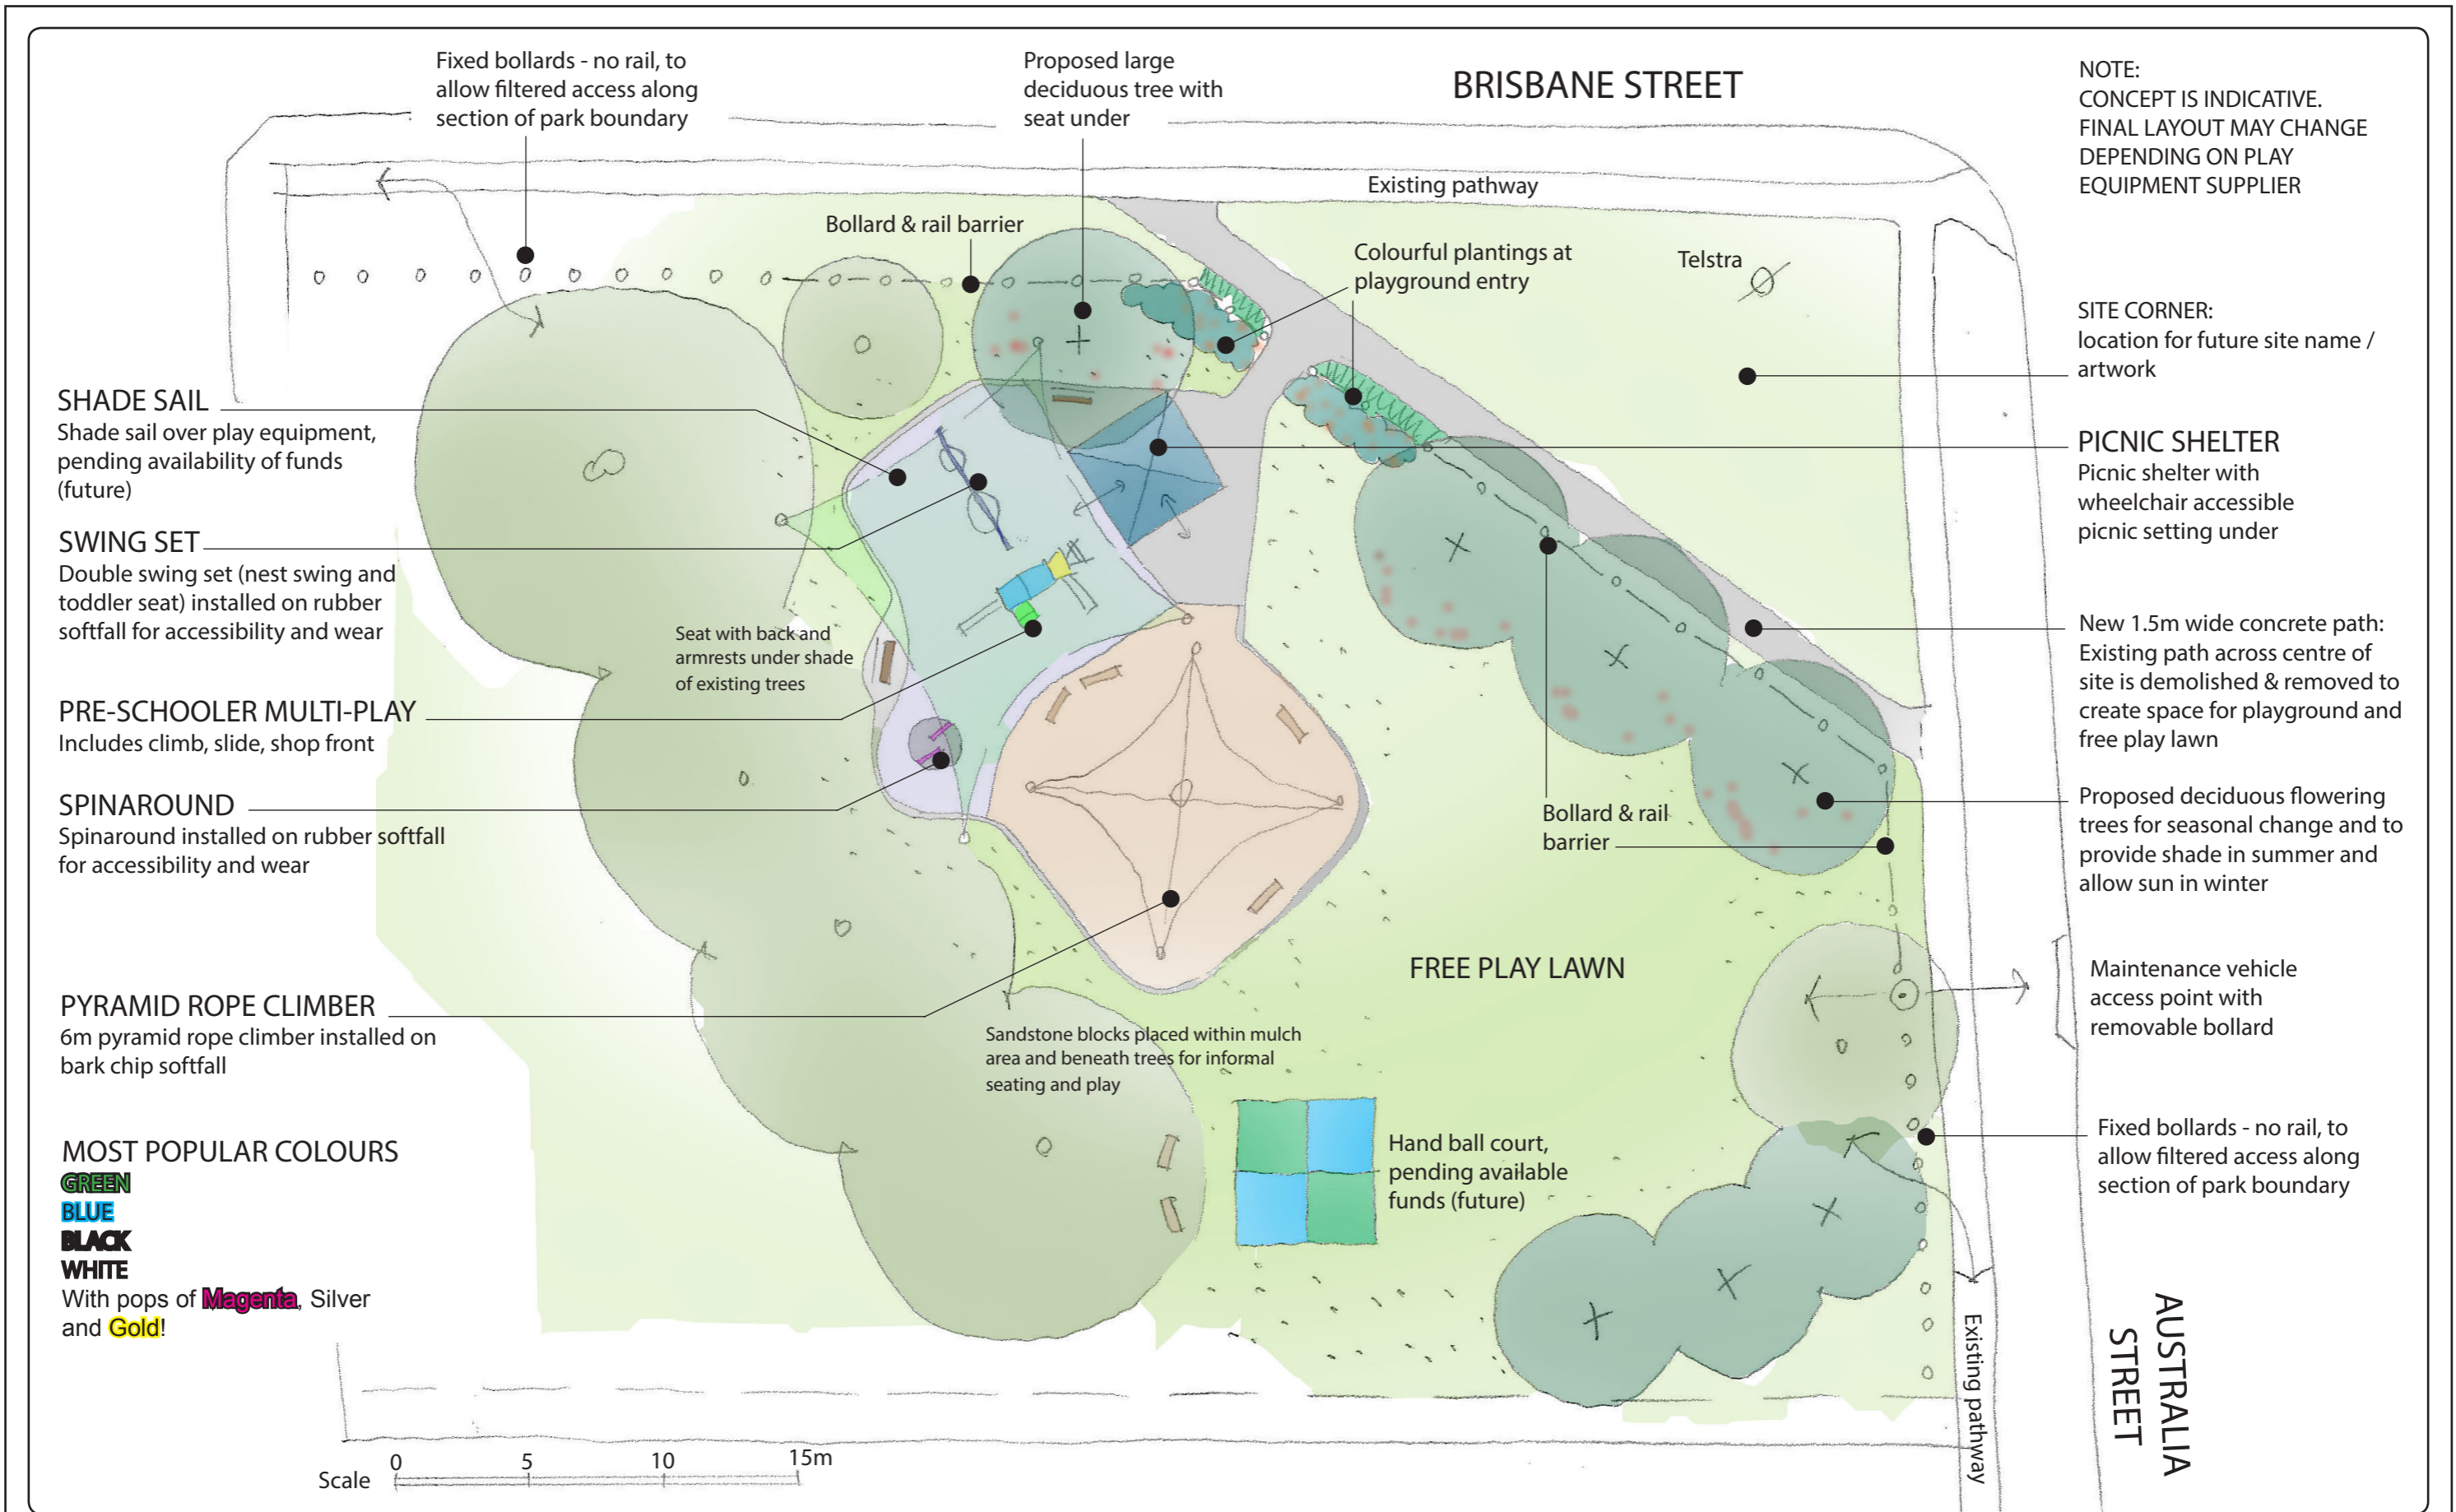 Fixed bollards - no rail, to
allow filtered access along
section of park boundary
Proposed large
deciduous tree with
seat under
BRISBANE STREET
NOTE:
CONCEPT IS INDICATIVE.
FINAL LAYOUT MAY CHANGE
DEPENDING ON PLAY
EQUIPMENT SUPPLIER
Existing pathway
Bollard & rail barrier
Colourful plantings at
playground entry
Telstra
SITE CORNER:
location for future site name /
artwork
SHADE SAIL
Shade sail over play equipment,
pending availability of funds
(future)
PICNIC SHELTER
Picnic shelter with
wheelchair accessible
picnic setting under
SWING SET
Double swing set (nest swing and
toddler seat) installed on rubber
softfall for accessibility and wear
Seat with back and
armrests under shade
of existing trees
New 1.5m wide concrete path:
Existing path across centre of
site is demolished & removed to
create space for playground and
free play lawn
PRE-SCHOOLER MULTI-PLAY
Includes climb, slide, shop front
SPINAROUND
Spinaround installed on rubber softfall
for accessibility and wear
Bollard & rail
barrier
Proposed deciduous flowering
trees for seasonal change and to
provide shade in summer and
allow sun in winter
FREE PLAY LAWN
Maintenance vehicle
access point with
removable bollard
PYRAMID ROPE CLIMBER
6m pyramid rope climber installed on
bark chip softfall
Sandstone blocks placed within mulch
area and beneath trees for informal
seating and play
Hand ball court,
pending available
funds (future)
Fixed bollards - no rail, to
allow filtered access along
section of park boundary
MOST POPULAR COLOURS
GREEN
BLUE
BLACK
WHITE
With pops of Magenta, Silver
and Gold!
Existing pathway
AUSTRALIA
STREET
Scale 0 5 10 15m